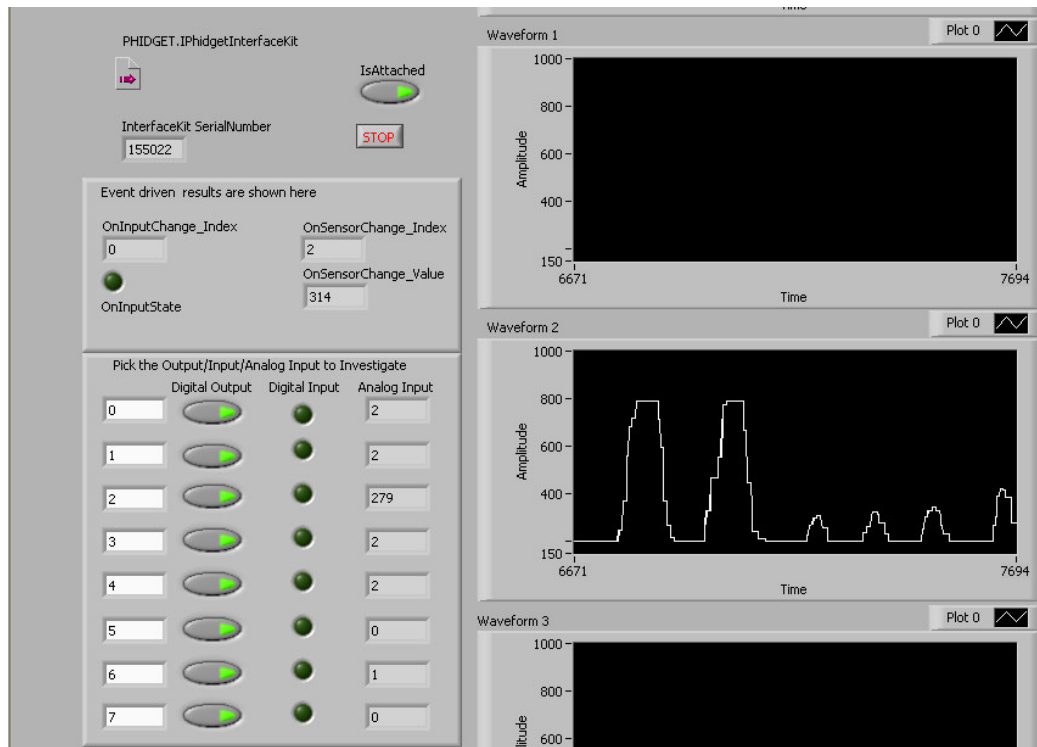 PHIDGET.IPhidgetInterfaceKit
IsAttached
InterfaceKit SerialNumber
155022
STOP
Event driven results are shown here
OnInputChange_Index
0
OnSensorChange_Index
2
OnInputState
OnSensorChange_Value
314
Pick the Output/Input/Analog Input to Investigate
Digital Output Digital Input Analog Input
0 2
1 2
2 279
3 2
4 2
5 0
6 1
7 0
Time
Waveform 1
Plot 0
1000
800
600
400
150
Amplitude
6671 7694
Time
Waveform 2
Plot 0
1000
800
600
400
150
Amplitude
6671 7694
Time
Waveform 3
Plot 0
1000
800
600